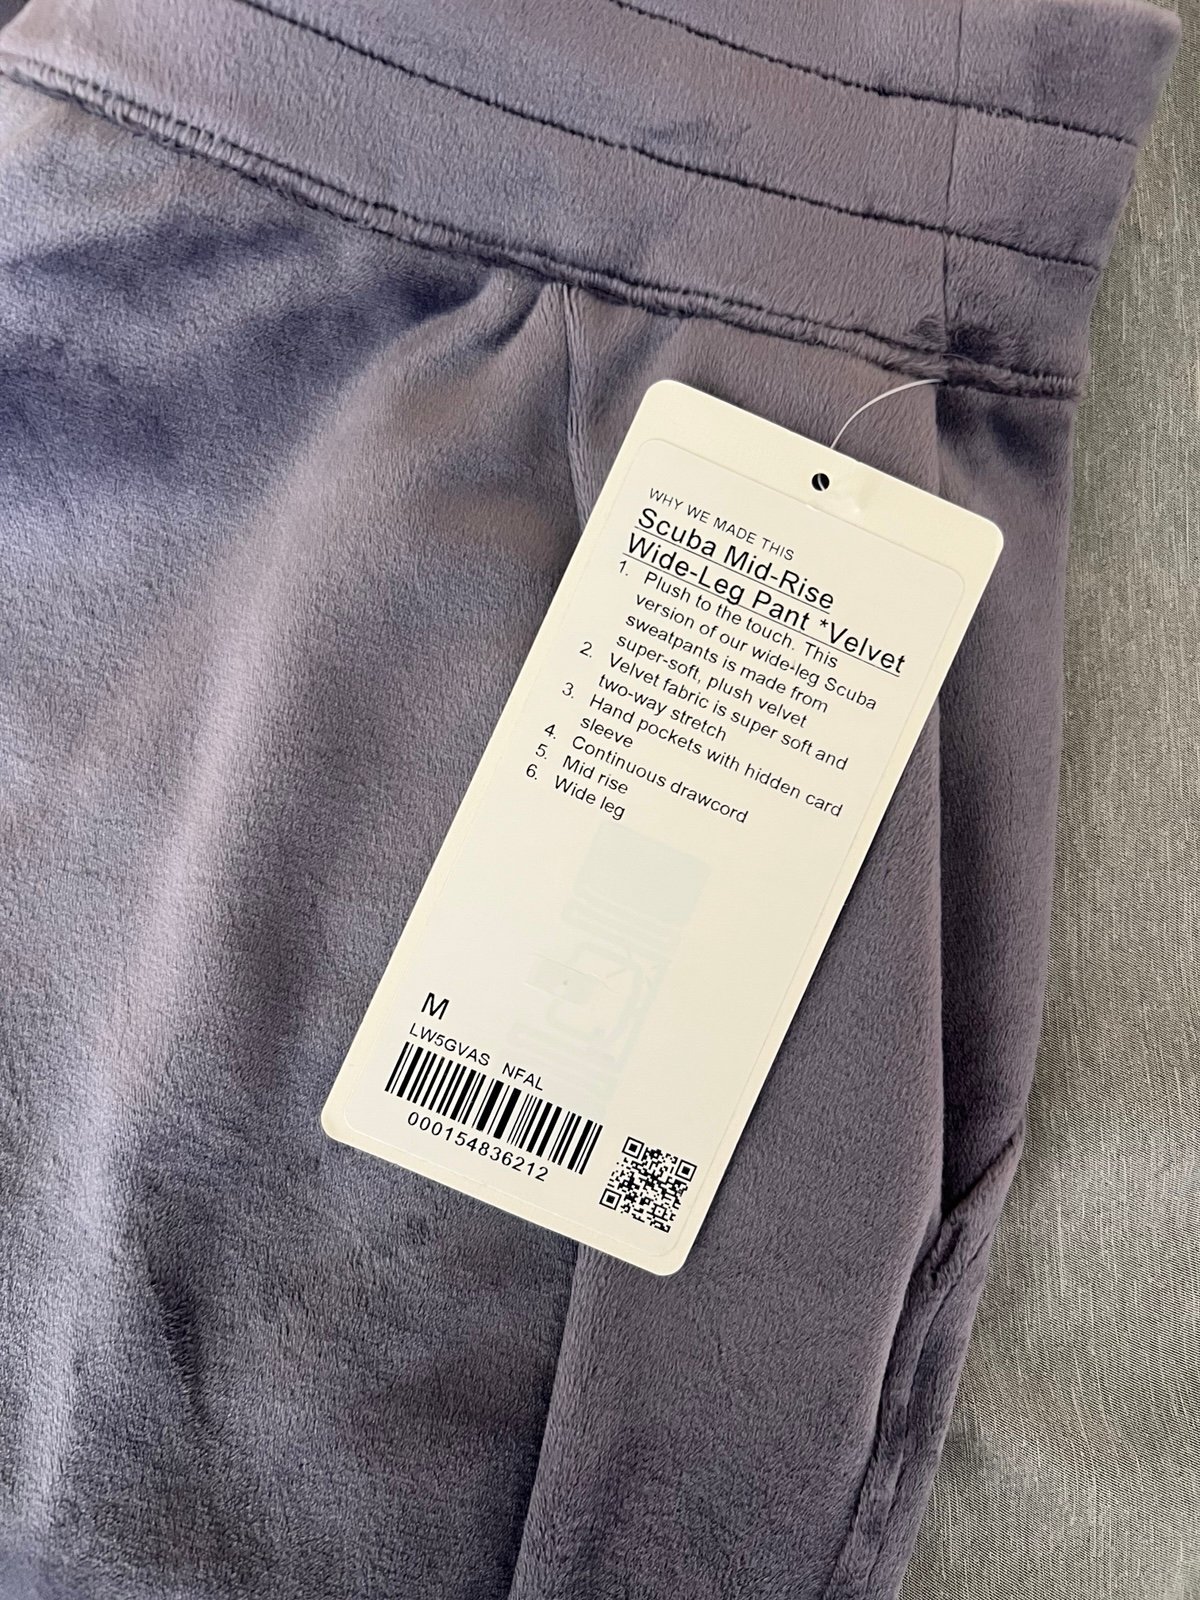 WHY WE MADE THIS
Scuba Mid-Rise
Wide-Leg Pant *Velvet
1. Plush to the touch. This
version of our wide-leg Scuba
sweatpants is made from
super-soft, plush velvet
2. Velvet fabric is super soft and
two-way stretch
3. Hand pockets with hidden card
sleeve
4. Continuous drawcord
5. Mid rise
6. Wide leg
M
LW5GVAS NFAL
000154836212